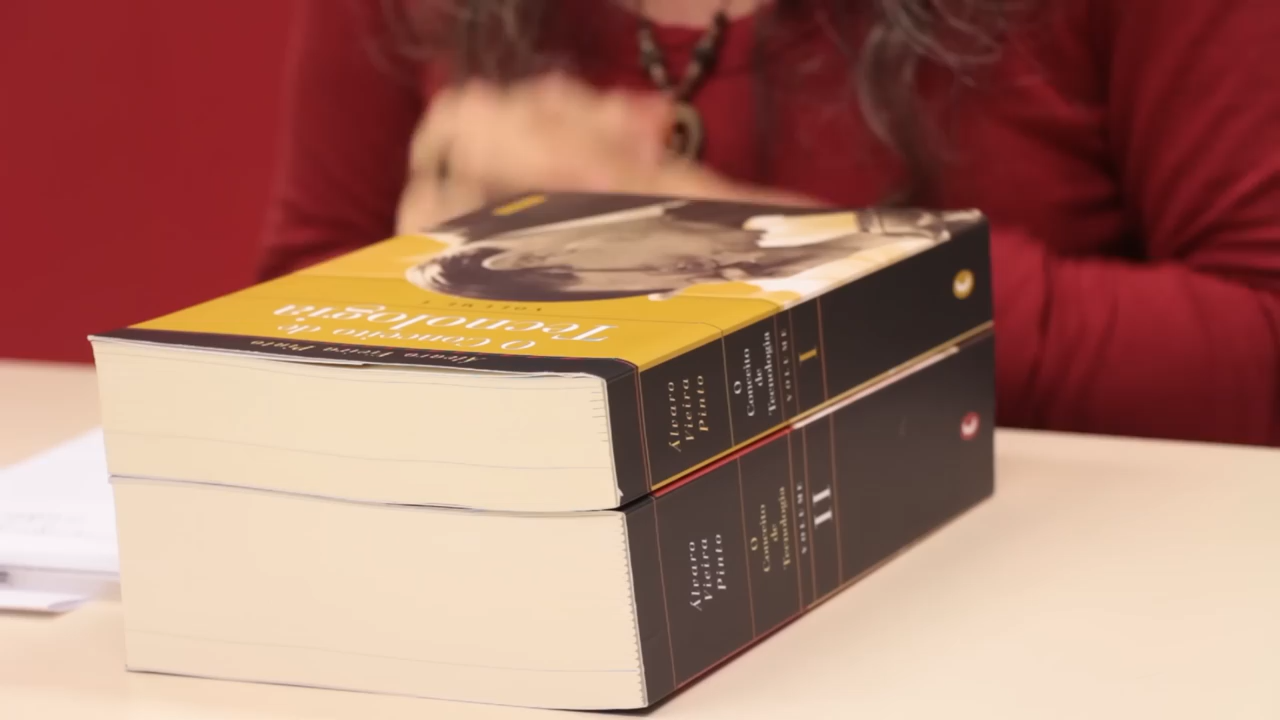 Álvaro Vieira Pinto
O Conceito de
Tecnologia
VOLUME I
Álvaro
Vieira
Pinto
O
Conceito
de
Tecnologia
VOLUME
I
Álvaro
Vieira
Pinto
O
Conceito
de
Tecnologia
VOLUME
II